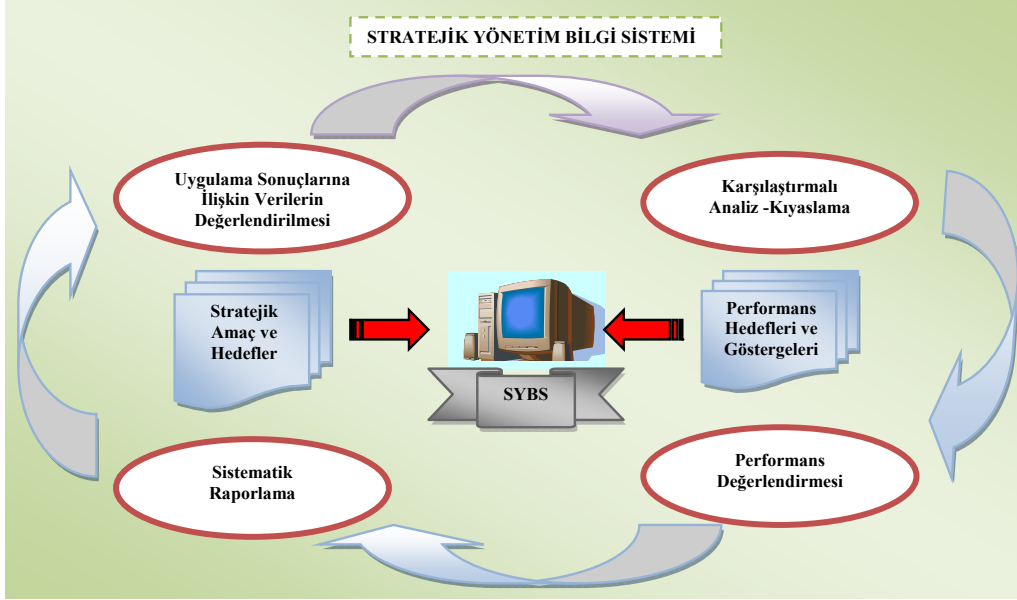 STRATEJİK YÖNETİM BİLGİ SİSTEMİ
Uygulama Sonuçlarına
İlişkin Verilerin
Değerlendirilmesi
Karşılaştırmalı
Analiz -Kıyaslama
Stratejik
Amaç ve
Hedefler
Performans
Hedefleri ve
Göstergeleri
SYBS
Sistematik
Raporlama
Performans
Değerlendirmesi